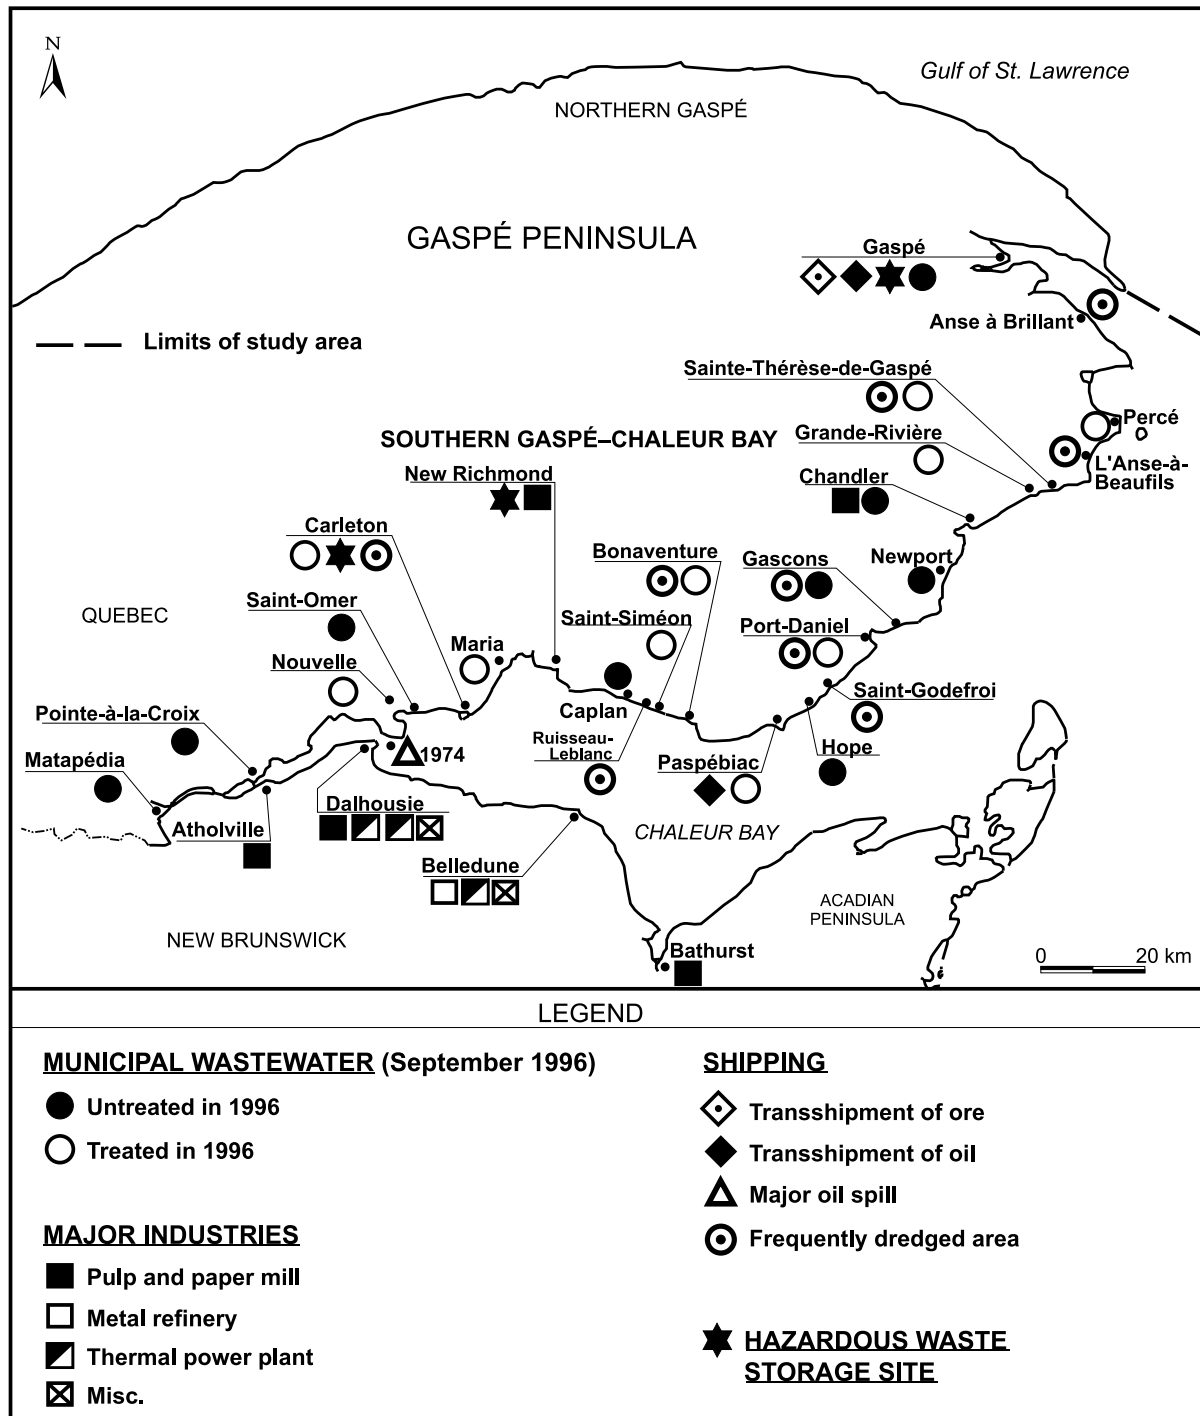 N
Gulf of St. Lawrence
NORTHERN GASPÉ
GASPÉ PENINSULA
Gaspé
Anse à Brillant
Limits of study area
Sainte-Thérèse-de-Gaspé
Percé
SOUTHERN GASPÉ–CHALEUR BAY
Grande-Rivière
L'Anse-à-
Beaufils
New Richmond
Chandler
Carleton
Bonaventure
Gascons
Newport
QUEBEC
Saint-Omer
Saint-Siméon
Port-Daniel
Maria
Nouvelle
Saint-Godefroi
Pointe-à-la-Croix
Caplan
Ruisseau-
Leblanc
Hope
Matapédia
1974
Paspébiac
Dalhousie
Atholville
CHALEUR BAY
Belledune
ACADIAN
PENINSULA
NEW BRUNSWICK
Bathurst
0 20 km
LEGEND
MUNICIPAL WASTEWATER (September 1996)
Untreated in 1996
Treated in 1996
MAJOR INDUSTRIES
Pulp and paper mill
Metal refinery
Thermal power plant
Misc.
SHIPPING
Transshipment of ore
Transshipment of oil
Major oil spill
Frequently dredged area
HAZARDOUS WASTE
STORAGE SITE